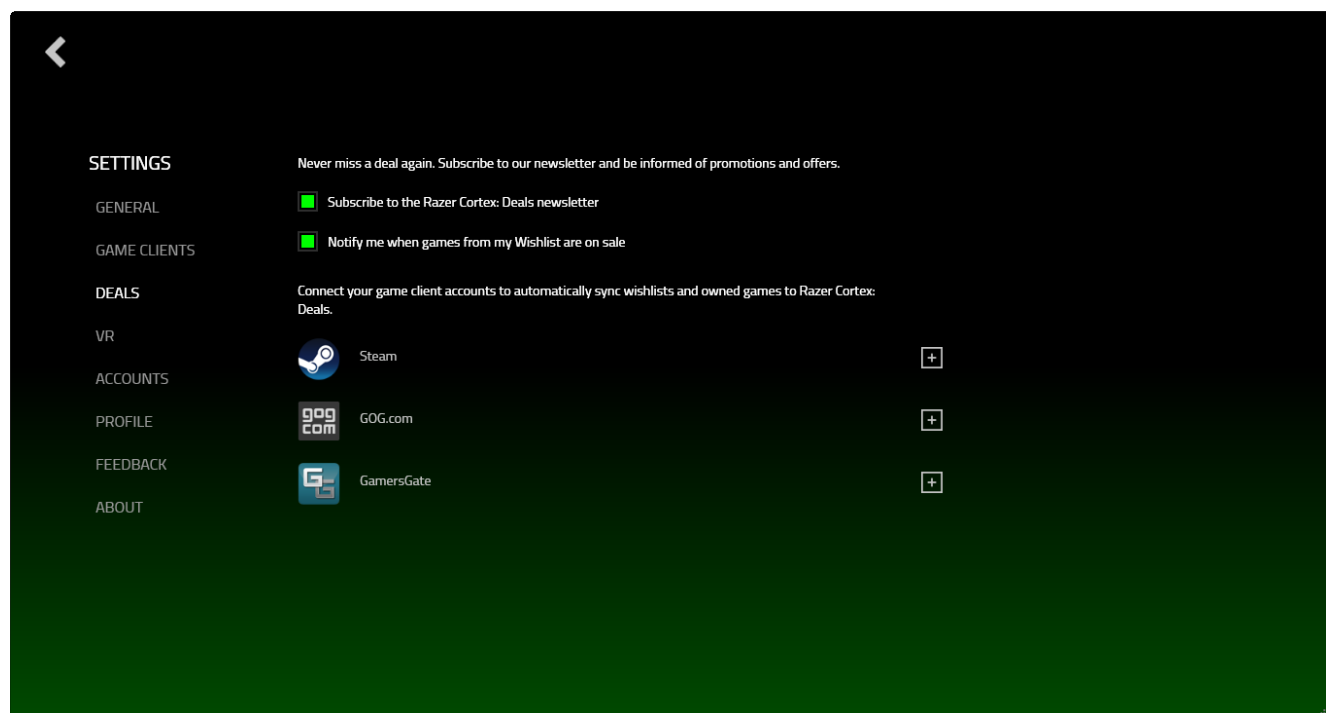 SETTINGS
GENERAL
GAME CLIENTS
DEALS
VR
ACCOUNTS
PROFILE
FEEDBACK
ABOUT
Never miss a deal again. Subscribe to our newsletter and be informed of promotions and offers.
Subscribe to the Razer Cortex: Deals newsletter
Notify me when games from my Wishlist are on sale
Connect your game client accounts to automatically sync wishlists and owned games to Razer Cortex:
Deals.
Steam
gog
com
GOG.com
GG
GamersGate